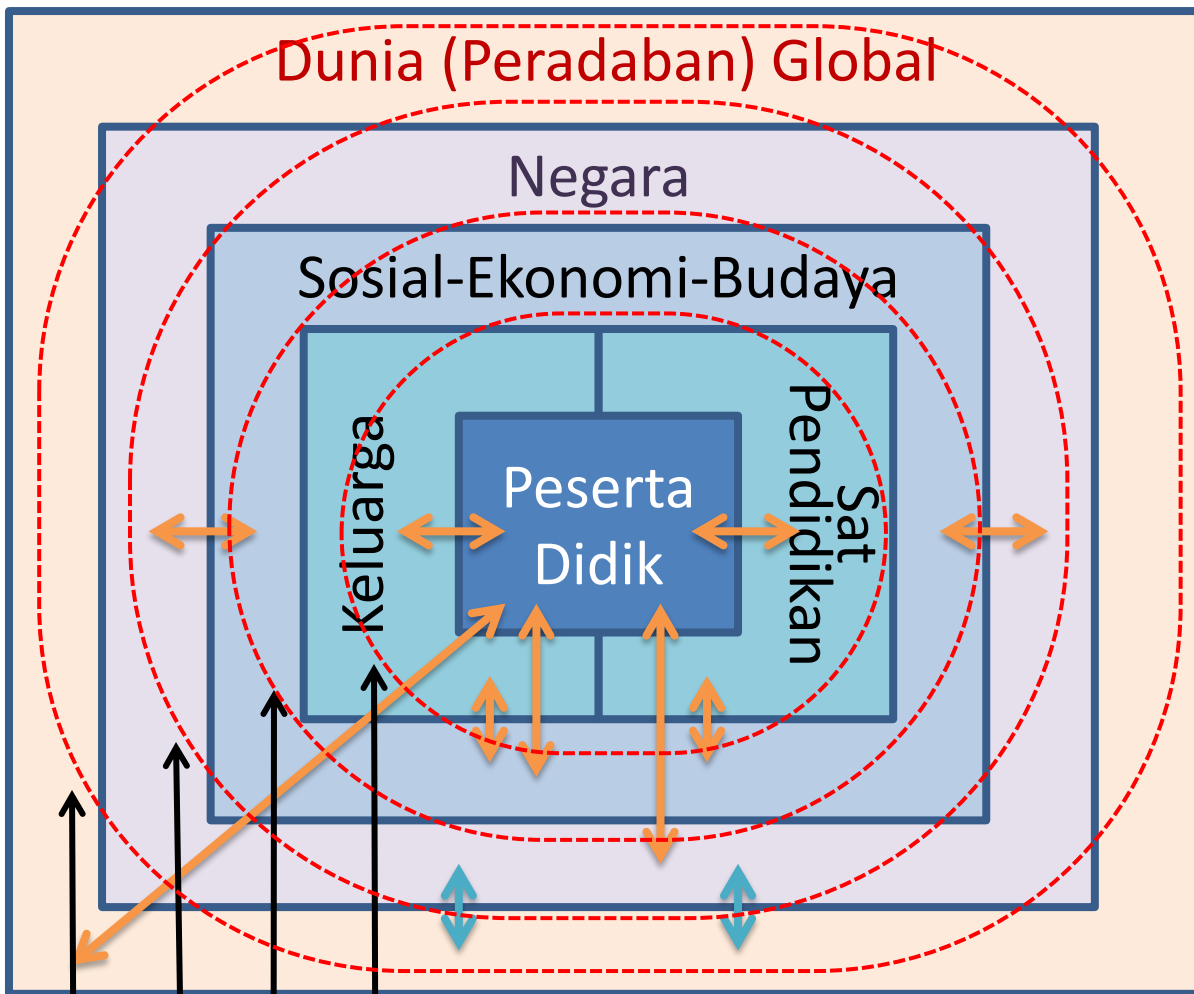 Dunia (Peradaban) Global
Negara
Sosial-Ekonomi-Budaya
Keluarga
Peserta
Didik
Sat
Pendidikan